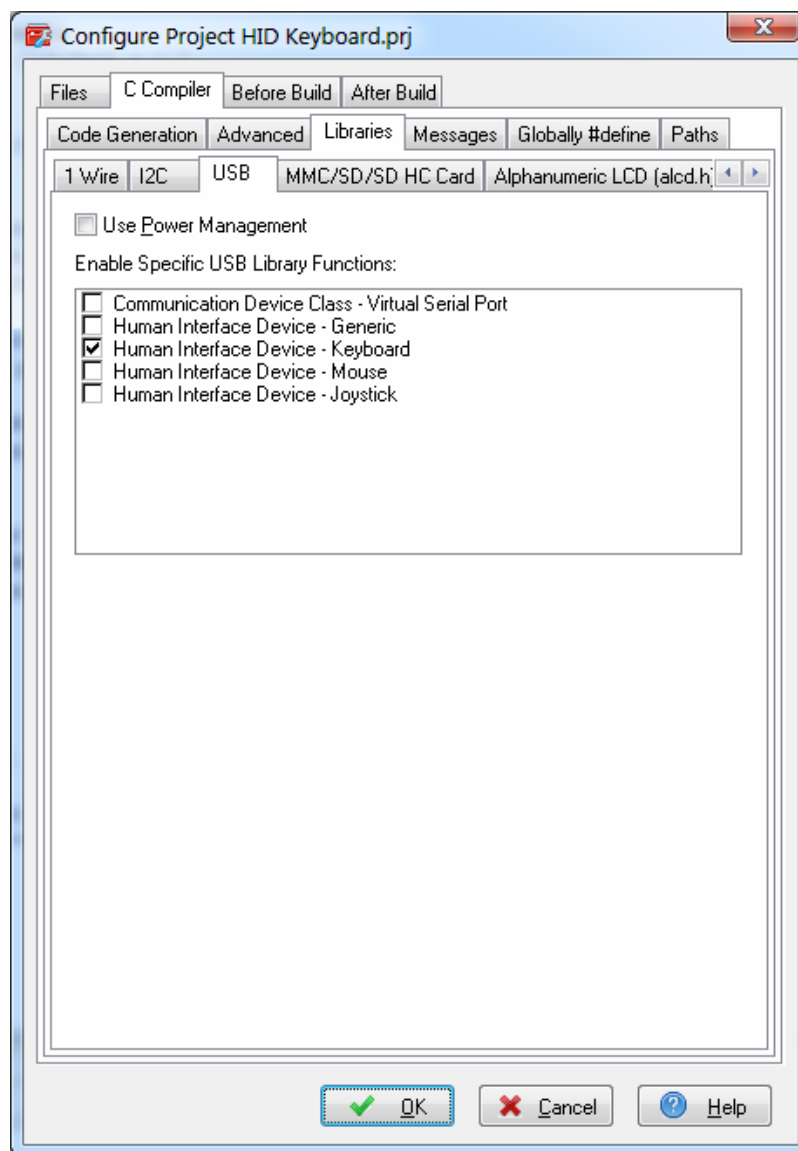 Configure Project HID Keyboard.prj
Files C Compiler Before Build After Build
Code Generation Advanced Libraries Messages Globally #define Paths
1 Wire I2C USB MMC/SD/SD HC Card Alphanumeric LCD (alcd.h)
Use Power Management
Enable Specific USB Library Functions:
Communication Device Class - Virtual Serial Port
Human Interface Device - Generic
Human Interface Device - Keyboard
Human Interface Device - Mouse
Human Interface Device - Joystick
OK Cancel Help